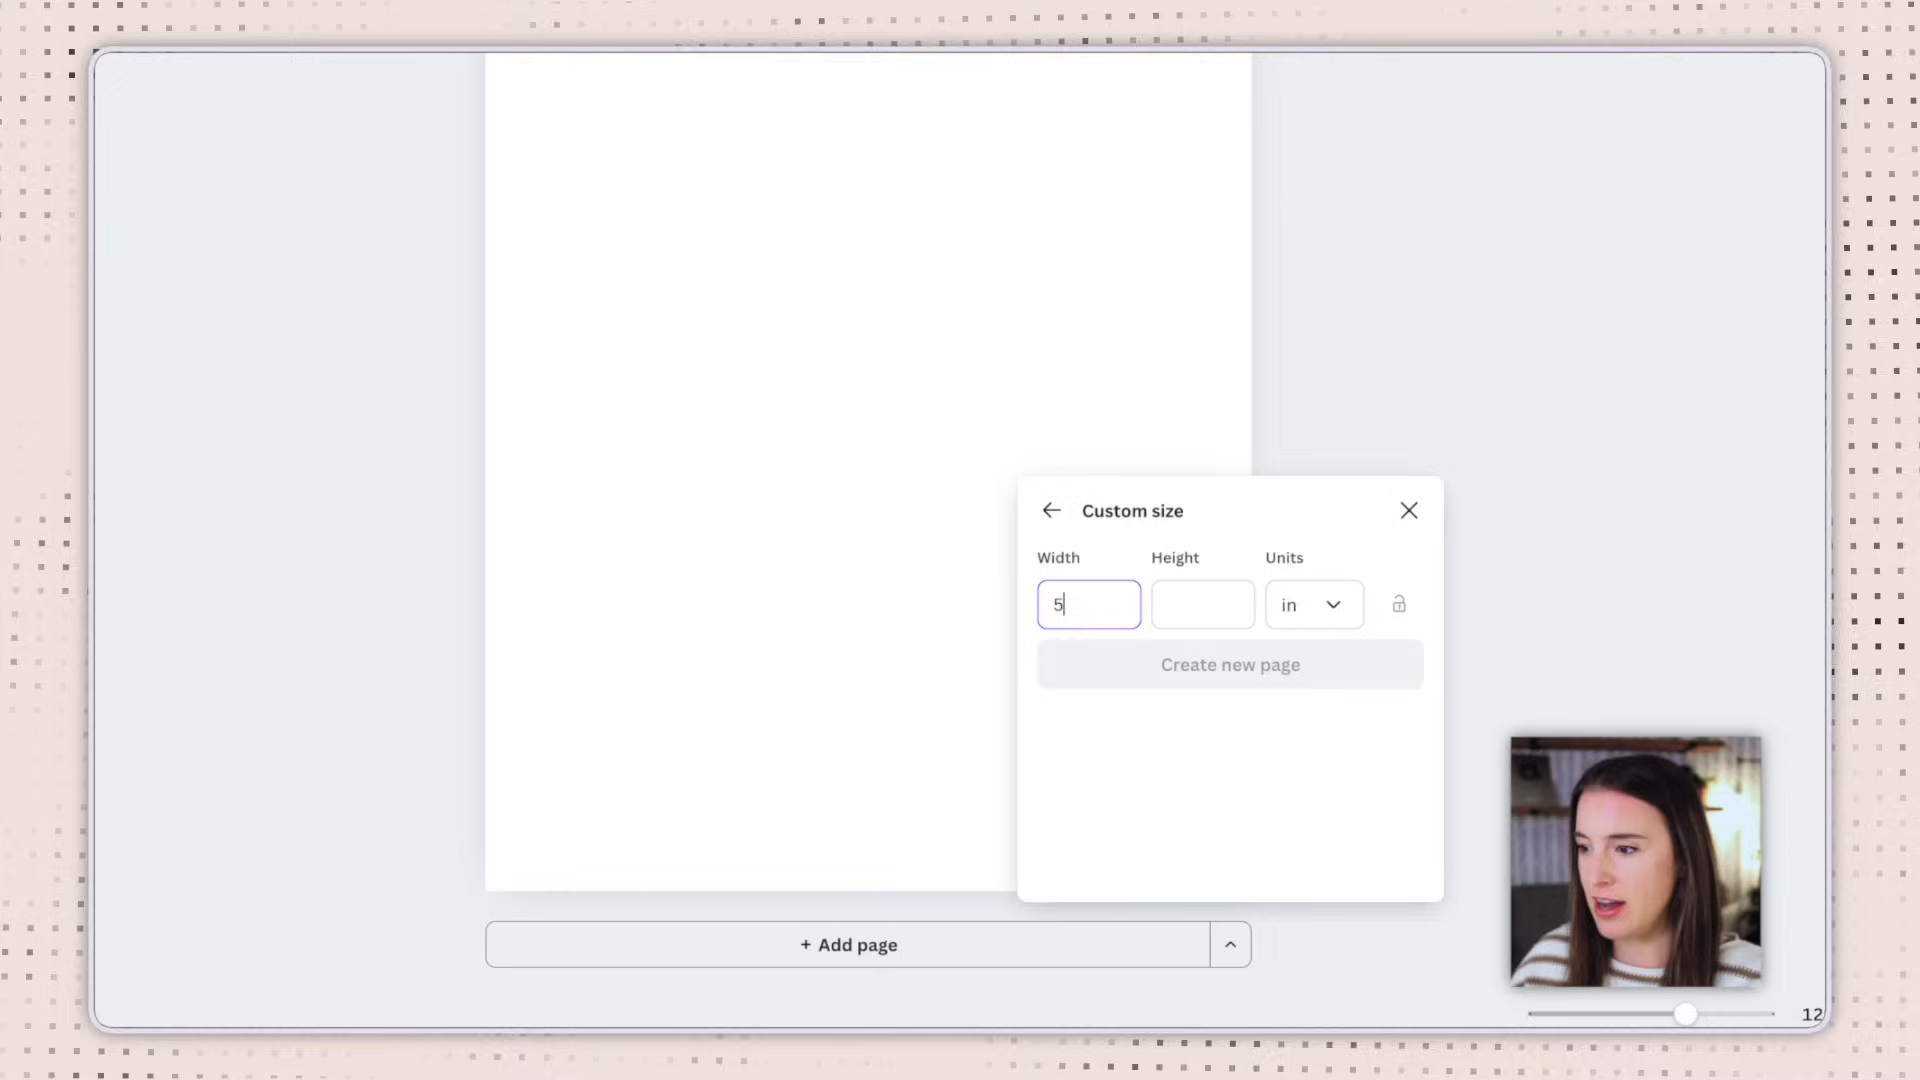 Custom size
Width Height Units
5 in
Create new page
+ Add page
12